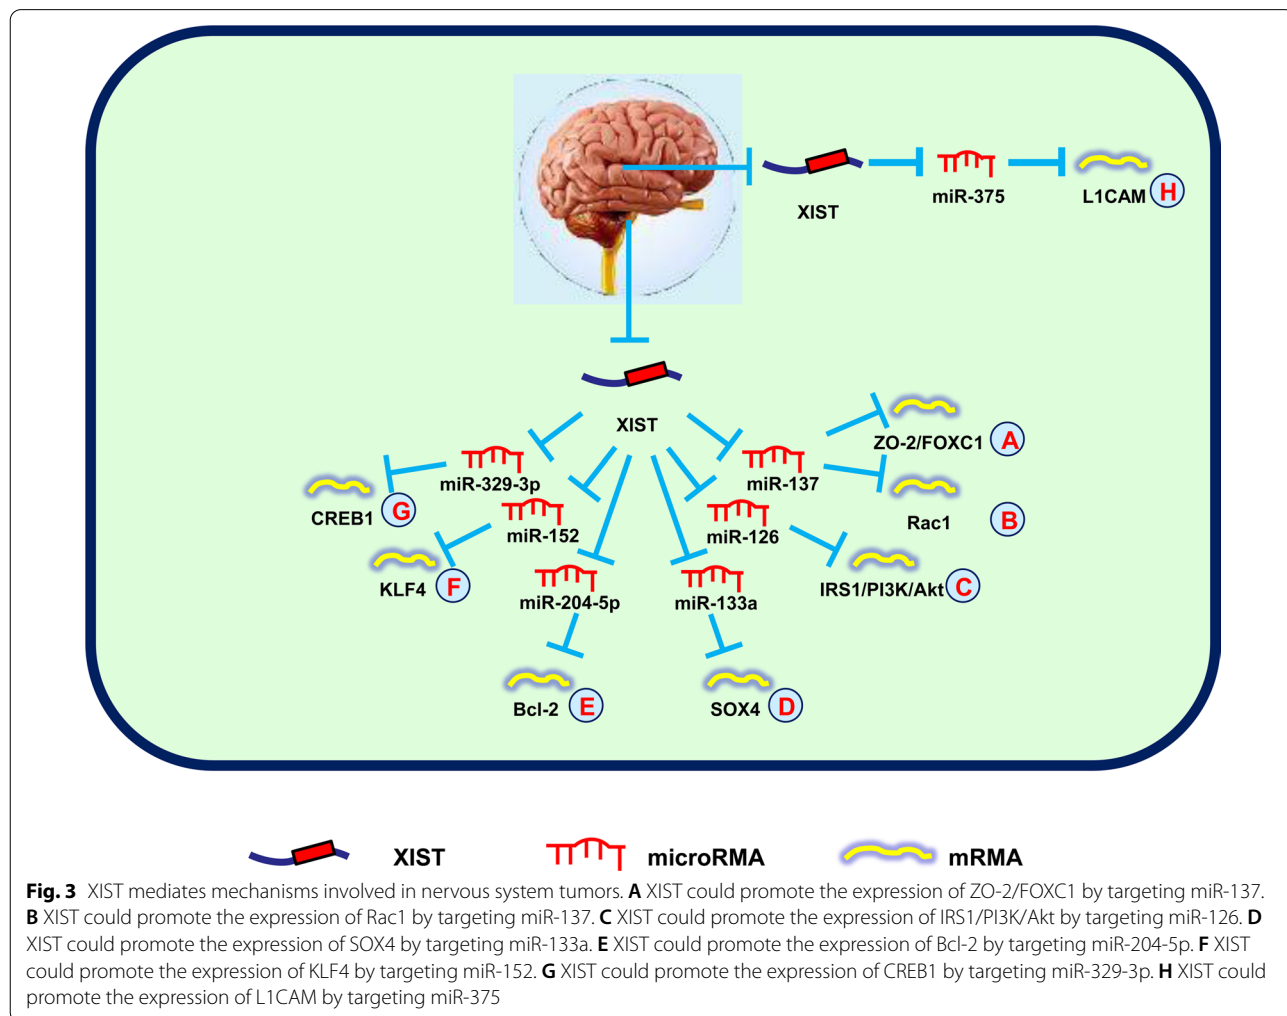 XIST
miR-375
L1CAM
H
XIST
ZO-2/FOXC1
A
miR-329-3p
miR-137
CREB1
G
Rac1
B
miR-152
miR-126
KLF4
F
miR-204-5p
miR-133a
IRS1/PI3K/Akt
C
Bcl-2
E
SOX4
D
XIST
microRMA
mRMA
Fig. 3 XIST mediates mechanisms involved in nervous system tumors. A XIST could promote the expression of ZO-2/FOXC1 by targeting miR-137.
B XIST could promote the expression of Rac1 by targeting miR-137. C XIST could promote the expression of IRS1/PI3K/Akt by targeting miR-126. D
XIST could promote the expression of SOX4 by targeting miR-133a. E XIST could promote the expression of Bcl-2 by targeting miR-204-5p. F XIST
could promote the expression of KLF4 by targeting miR-152. G XIST could promote the expression of CREB1 by targeting miR-329-3p. H XIST could
promote the expression of L1CAM by targeting miR-375